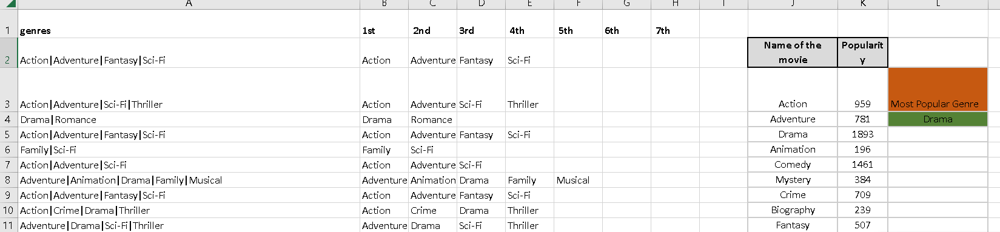 A B C D E F G H I J K L
1 genres 1st 2nd 3rd 4th 5th 6th 7th
2 Action|Adventure|Fantasy|Sci-Fi Action Adventure Fantasy Sci-Fi Name of the movie Popularity
3 Action|Adventure|Sci-Fi|Thriller Action Adventure Sci-Fi Thriller Action 959 Most Popular Genre
4 Drama|Romance Drama Romance Adventure 781 Drama
5 Action|Adventure|Fantasy|Sci-Fi Action Adventure Fantasy Sci-Fi Drama 1893
6 Family|Sci-Fi Family Sci-Fi Animation 196
7 Action|Adventure|Sci-Fi Action Adventure Sci-Fi Comedy 1461
8 Adventure|Animation|Drama|Family|Musical Adventure Animation Drama Family Musical Mystery 384
9 Action|Adventure|Fantasy|Sci-Fi Action Adventure Fantasy Sci-Fi Crime 709
10 Action|Crime|Drama|Thriller Action Crime Drama Thriller Biography 239
11 Adventure|Drama|Sci-Fi|Thriller Adventure Drama Sci-Fi Thriller Fantasy 507